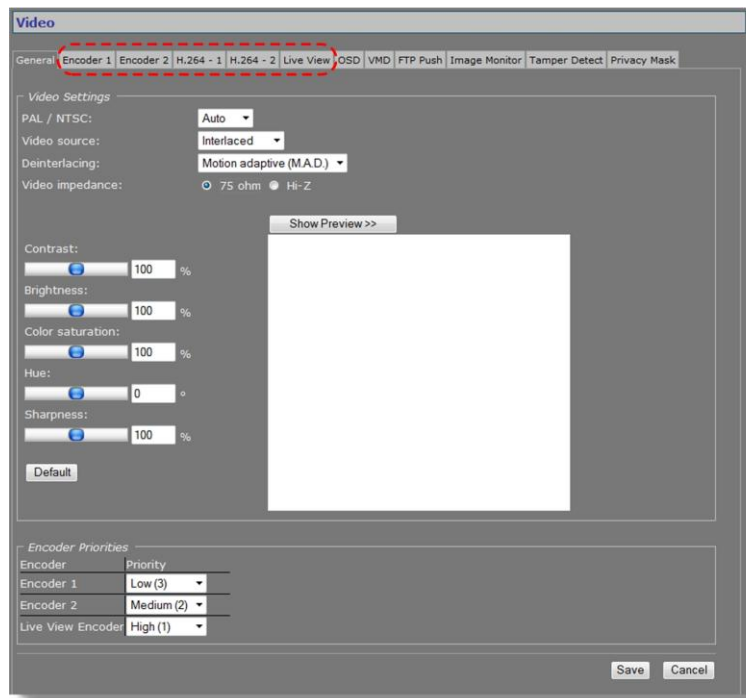 Video
General Encoder 1 Encoder 2 H.264 - 1 H.264 - 2 Live View OSD VMD FTP Push Image Monitor Tamper Detect Privacy Mask
Video Settings
PAL / NTSC: Auto
Video source: Interlaced
Deinterlacing: Motion adaptive (M.A.D.)
Video impedance: 75 ohm Hi-Z
Show Preview >>
Contrast:
100 %
Brightness:
100 %
Color saturation:
100 %
Hue:
0 °
Sharpness:
100 %
Default
Encoder Priorities
Encoder Priority
Encoder 1 Low (3)
Encoder 2 Medium (2)
Live View Encoder High (1)
Save Cancel